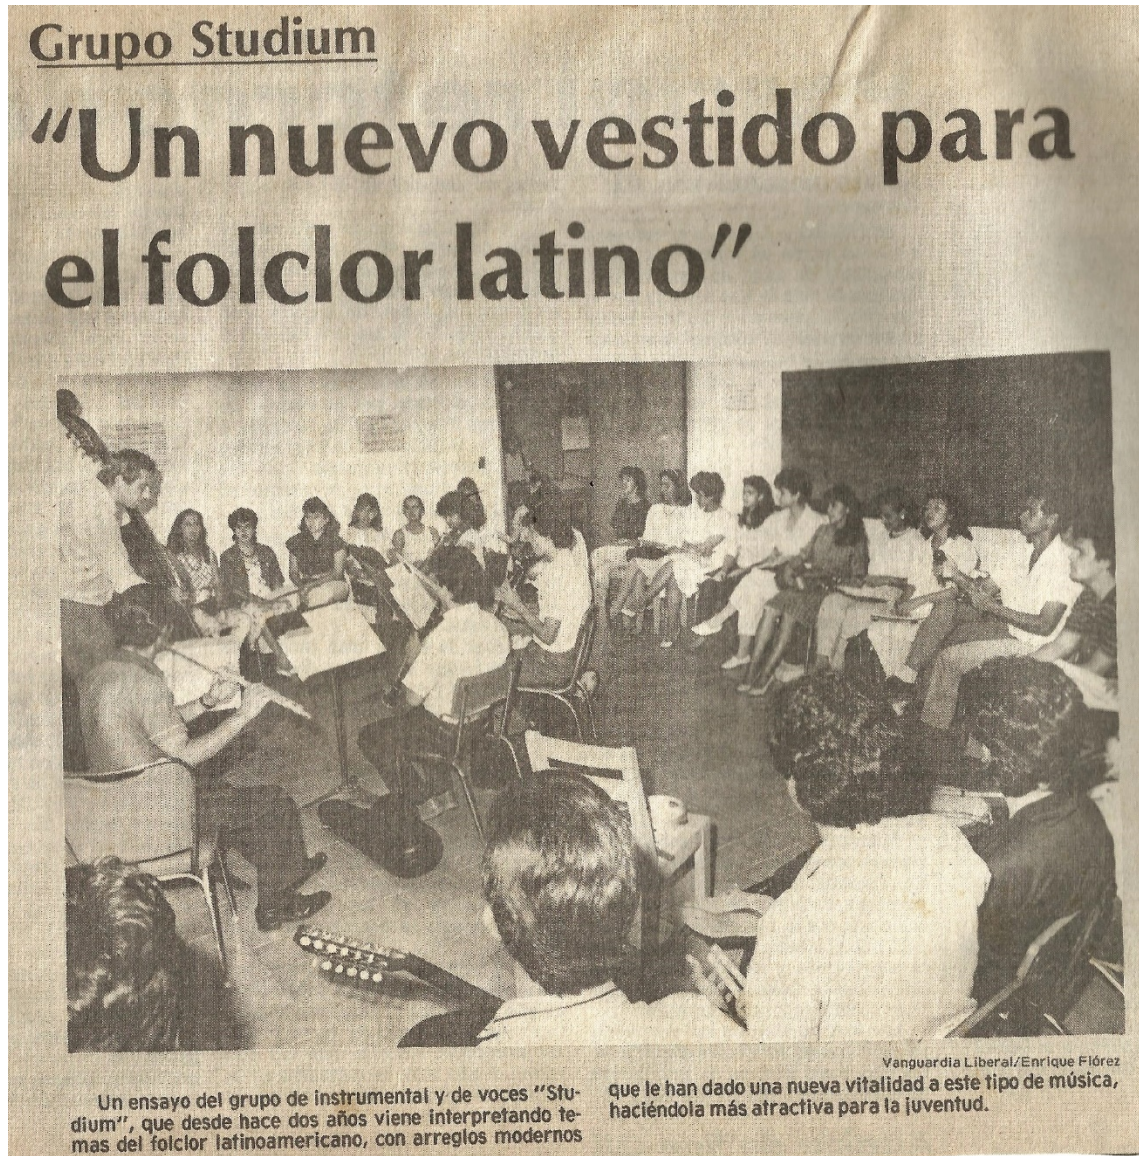 Grupo Studium
“Un nuevo vestido para
el folclor latino”
Vanguardia Liberal/Enrique Flórez
Un ensayo del grupo de instrumental y de voces "Stu-
dium", que desde hace dos años viene interpretando te-
mas del folclor latinoamericano, con arreglos modernos
que le han dado una nueva vitalidad a este tipo de música,
haciéndola más atractiva para la juventud.